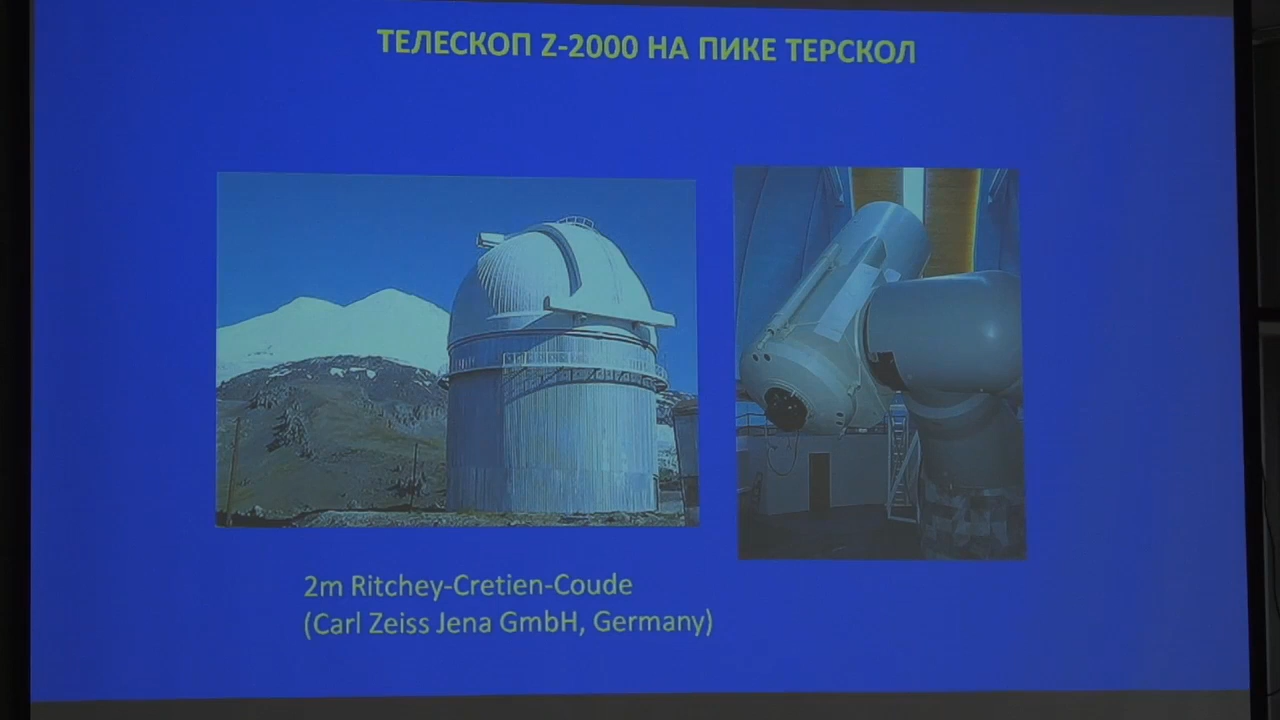 ТЕЛЕСКОП Z-2000 НА ПИКЕ ТЕРСКОЛ
2m Ritchey-Cretien-Coude
(Carl Zeiss Jena GmbH, Germany)